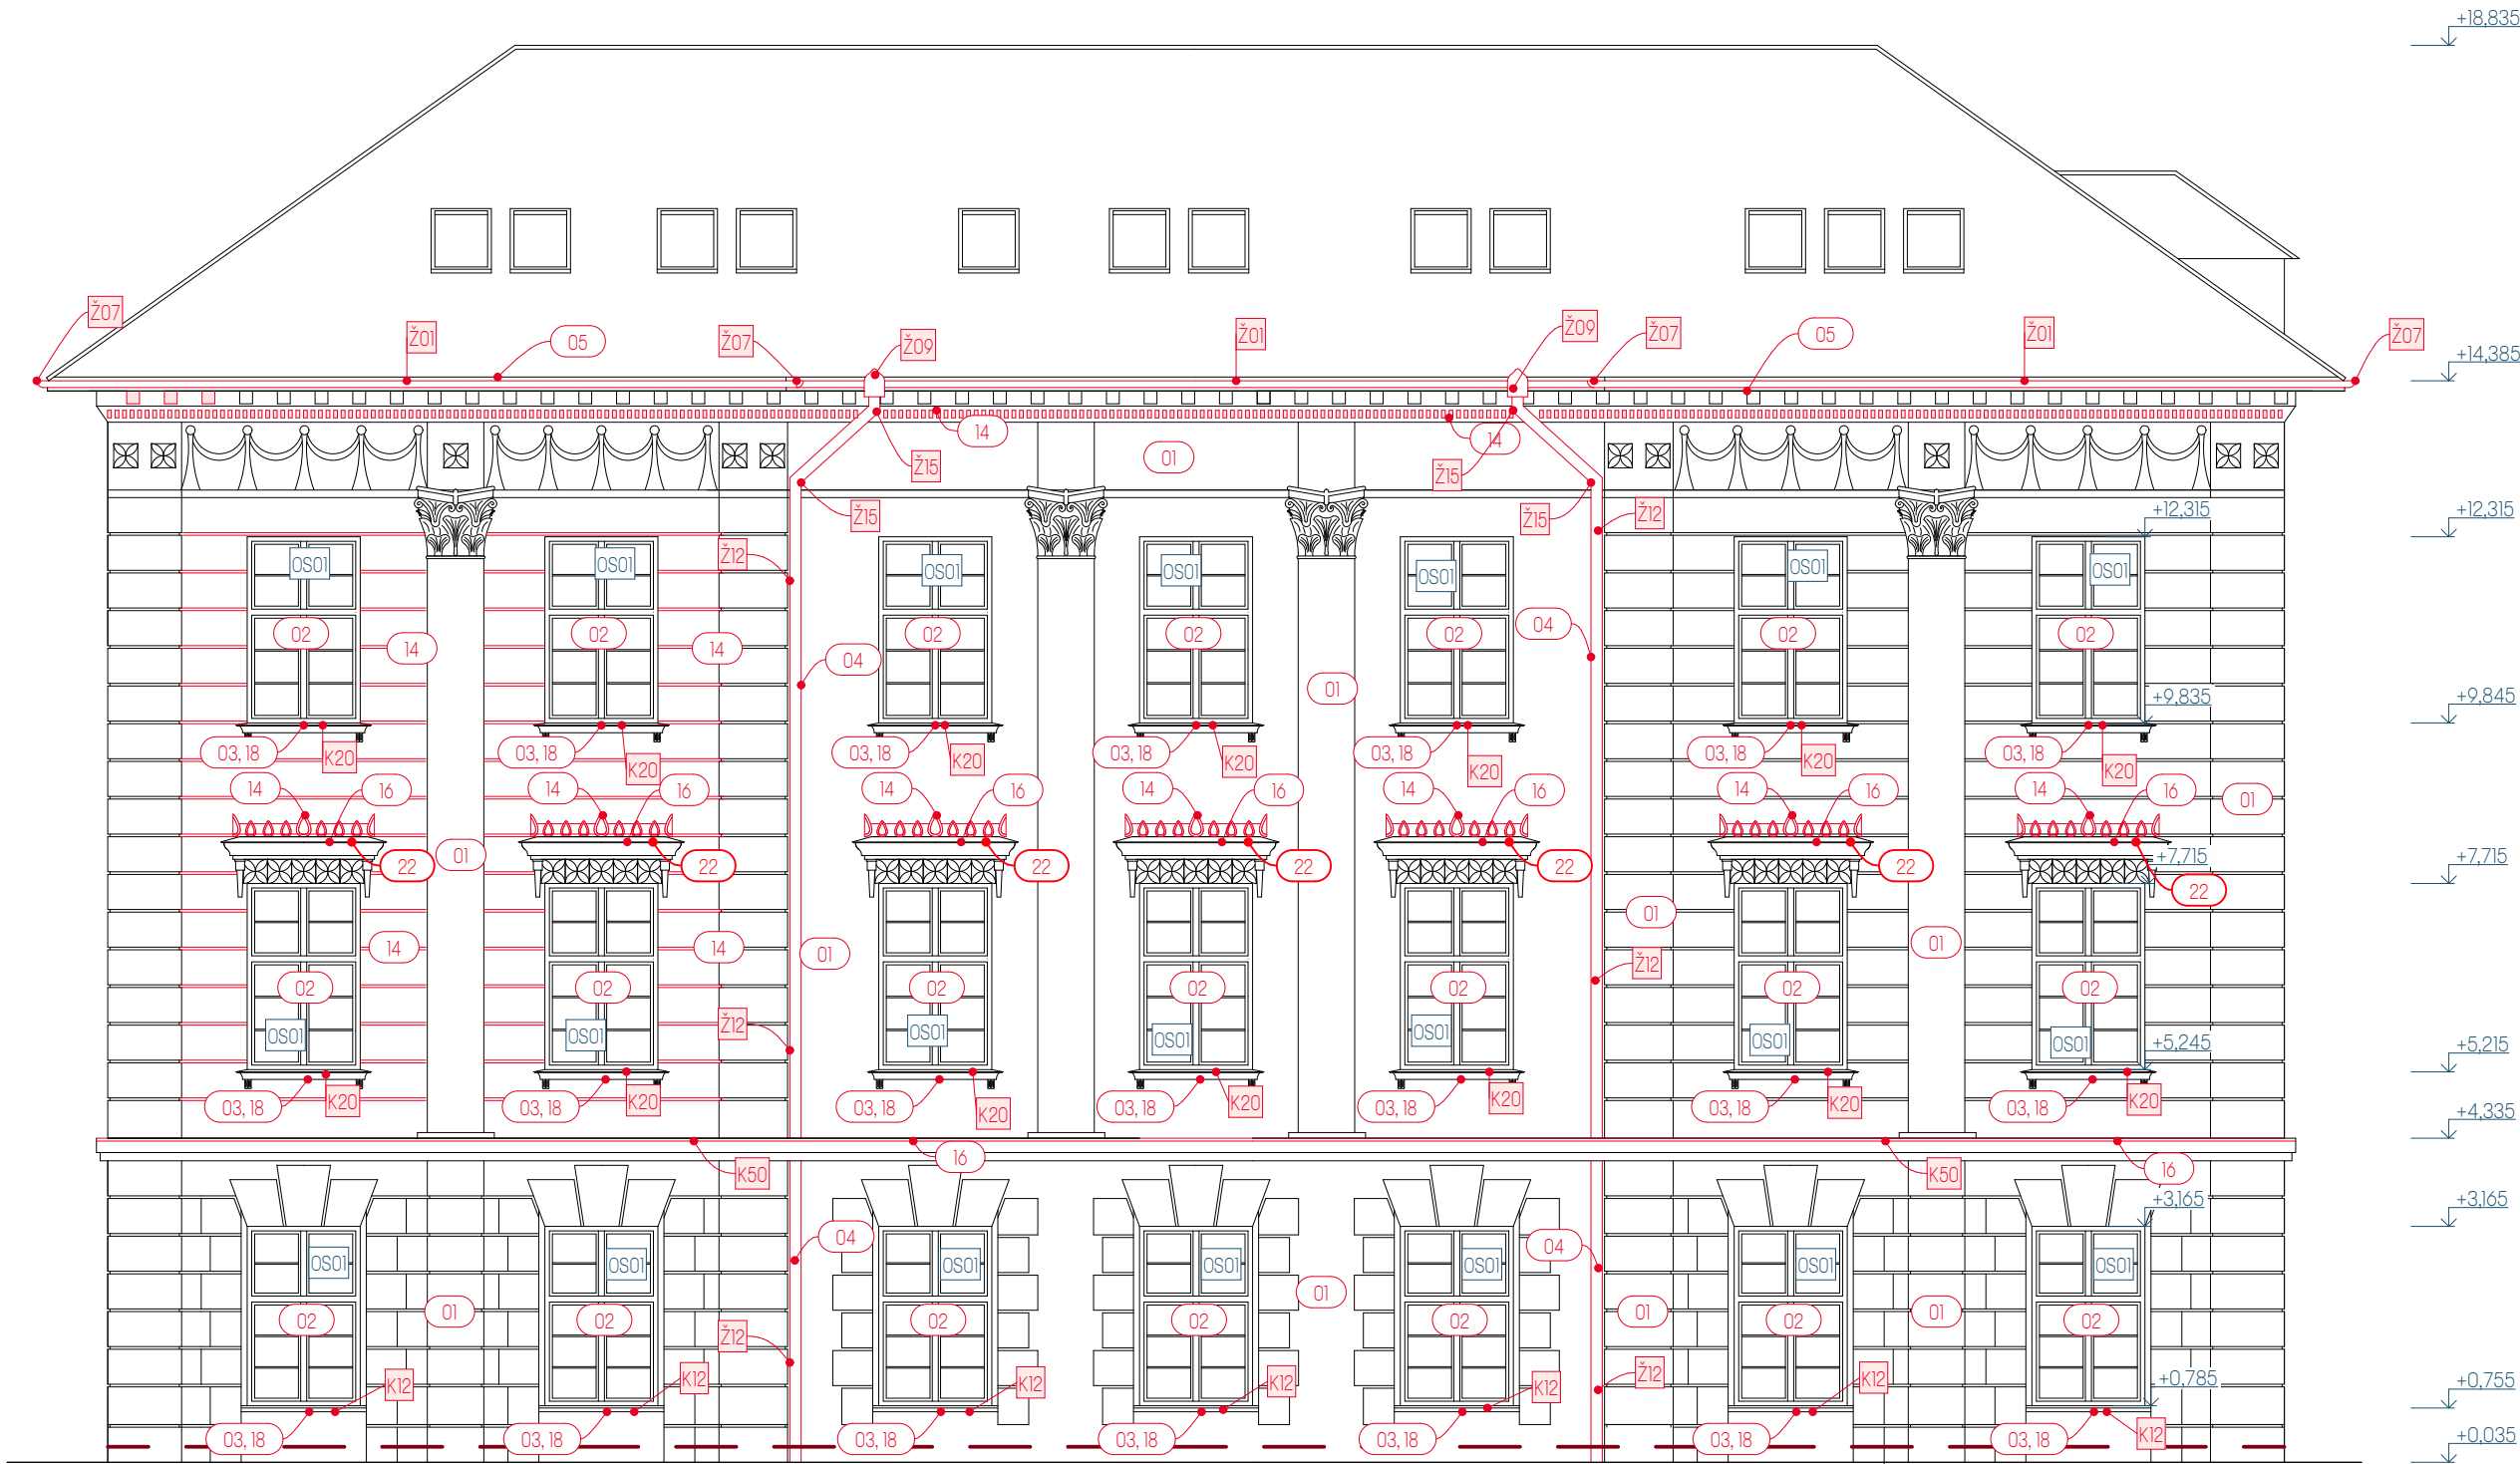 +18,835
Ž07
Ž01
05
Ž07
Ž09
Ž01
Ž09
Ž07
05
Ž01
Ž07
+14,385
14
14
01
Ž15
Ž15
Ž15
Ž15
Ž12
+12,315
+12,315
Ž12
OS01
OS01
OS01
OS01
OS01
OS01
OS01
04
02
02
02
02
02
02
02
14
14
04
01
+9,835
+9,845
03, 18
K20
03, 18
K20
03, 18
K20
03, 18
K20
03, 18
K20
03, 18
K20
03, 18
K20
14
16
14
16
14
16
14
16
14
16
14
16
14
16
01
01
22
22
22
22
22
22
22
+7,715
+7,715
01
14
14
01
01
Ž12
02
02
02
02
02
02
02
Ž12
OS01
OS01
OS01
OS01
OS01
OS01
OS01
+5,245
+5,215
03, 18
K20
03, 18
K20
03, 18
K20
03, 18
K20
03, 18
K20
03, 18
K20
03, 18
K20
+4,335
K50
16
K50
16
+3,165
+3,165
04
04
OS01
OS01
OS01
OS01
OS01
OS01
OS01
01
01
01
01
02
02
02
02
02
02
02
Ž12
Ž12
K12
K12
K12
K12
K12
K12
+0,785
+0,755
03, 18
03, 18
03, 18
03, 18
03, 18
03, 18
03, 18
K12
+0,035